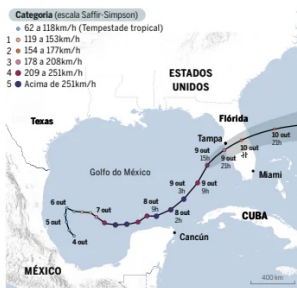 Categoria (escala Saffir-Simpson)
62 a 118km/h (Tempestade tropical)
1 119 a 153km/h
2 154 a 177km/h
3 178 a 208km/h
4 209 a 251km/h
5 Acima de 251km/h
ESTADOS
UNIDOS
Texas
Flórida
Tampa
10 out
21h
10 out
9 out
15h
9 out
21h
Golfo do México
Miami
9 out
3h
9 out
9h
6 out
7 out
8 out
9h
8 out
2h
5 out
4 out
CUBA
Cancún
MÉXICO
400 km